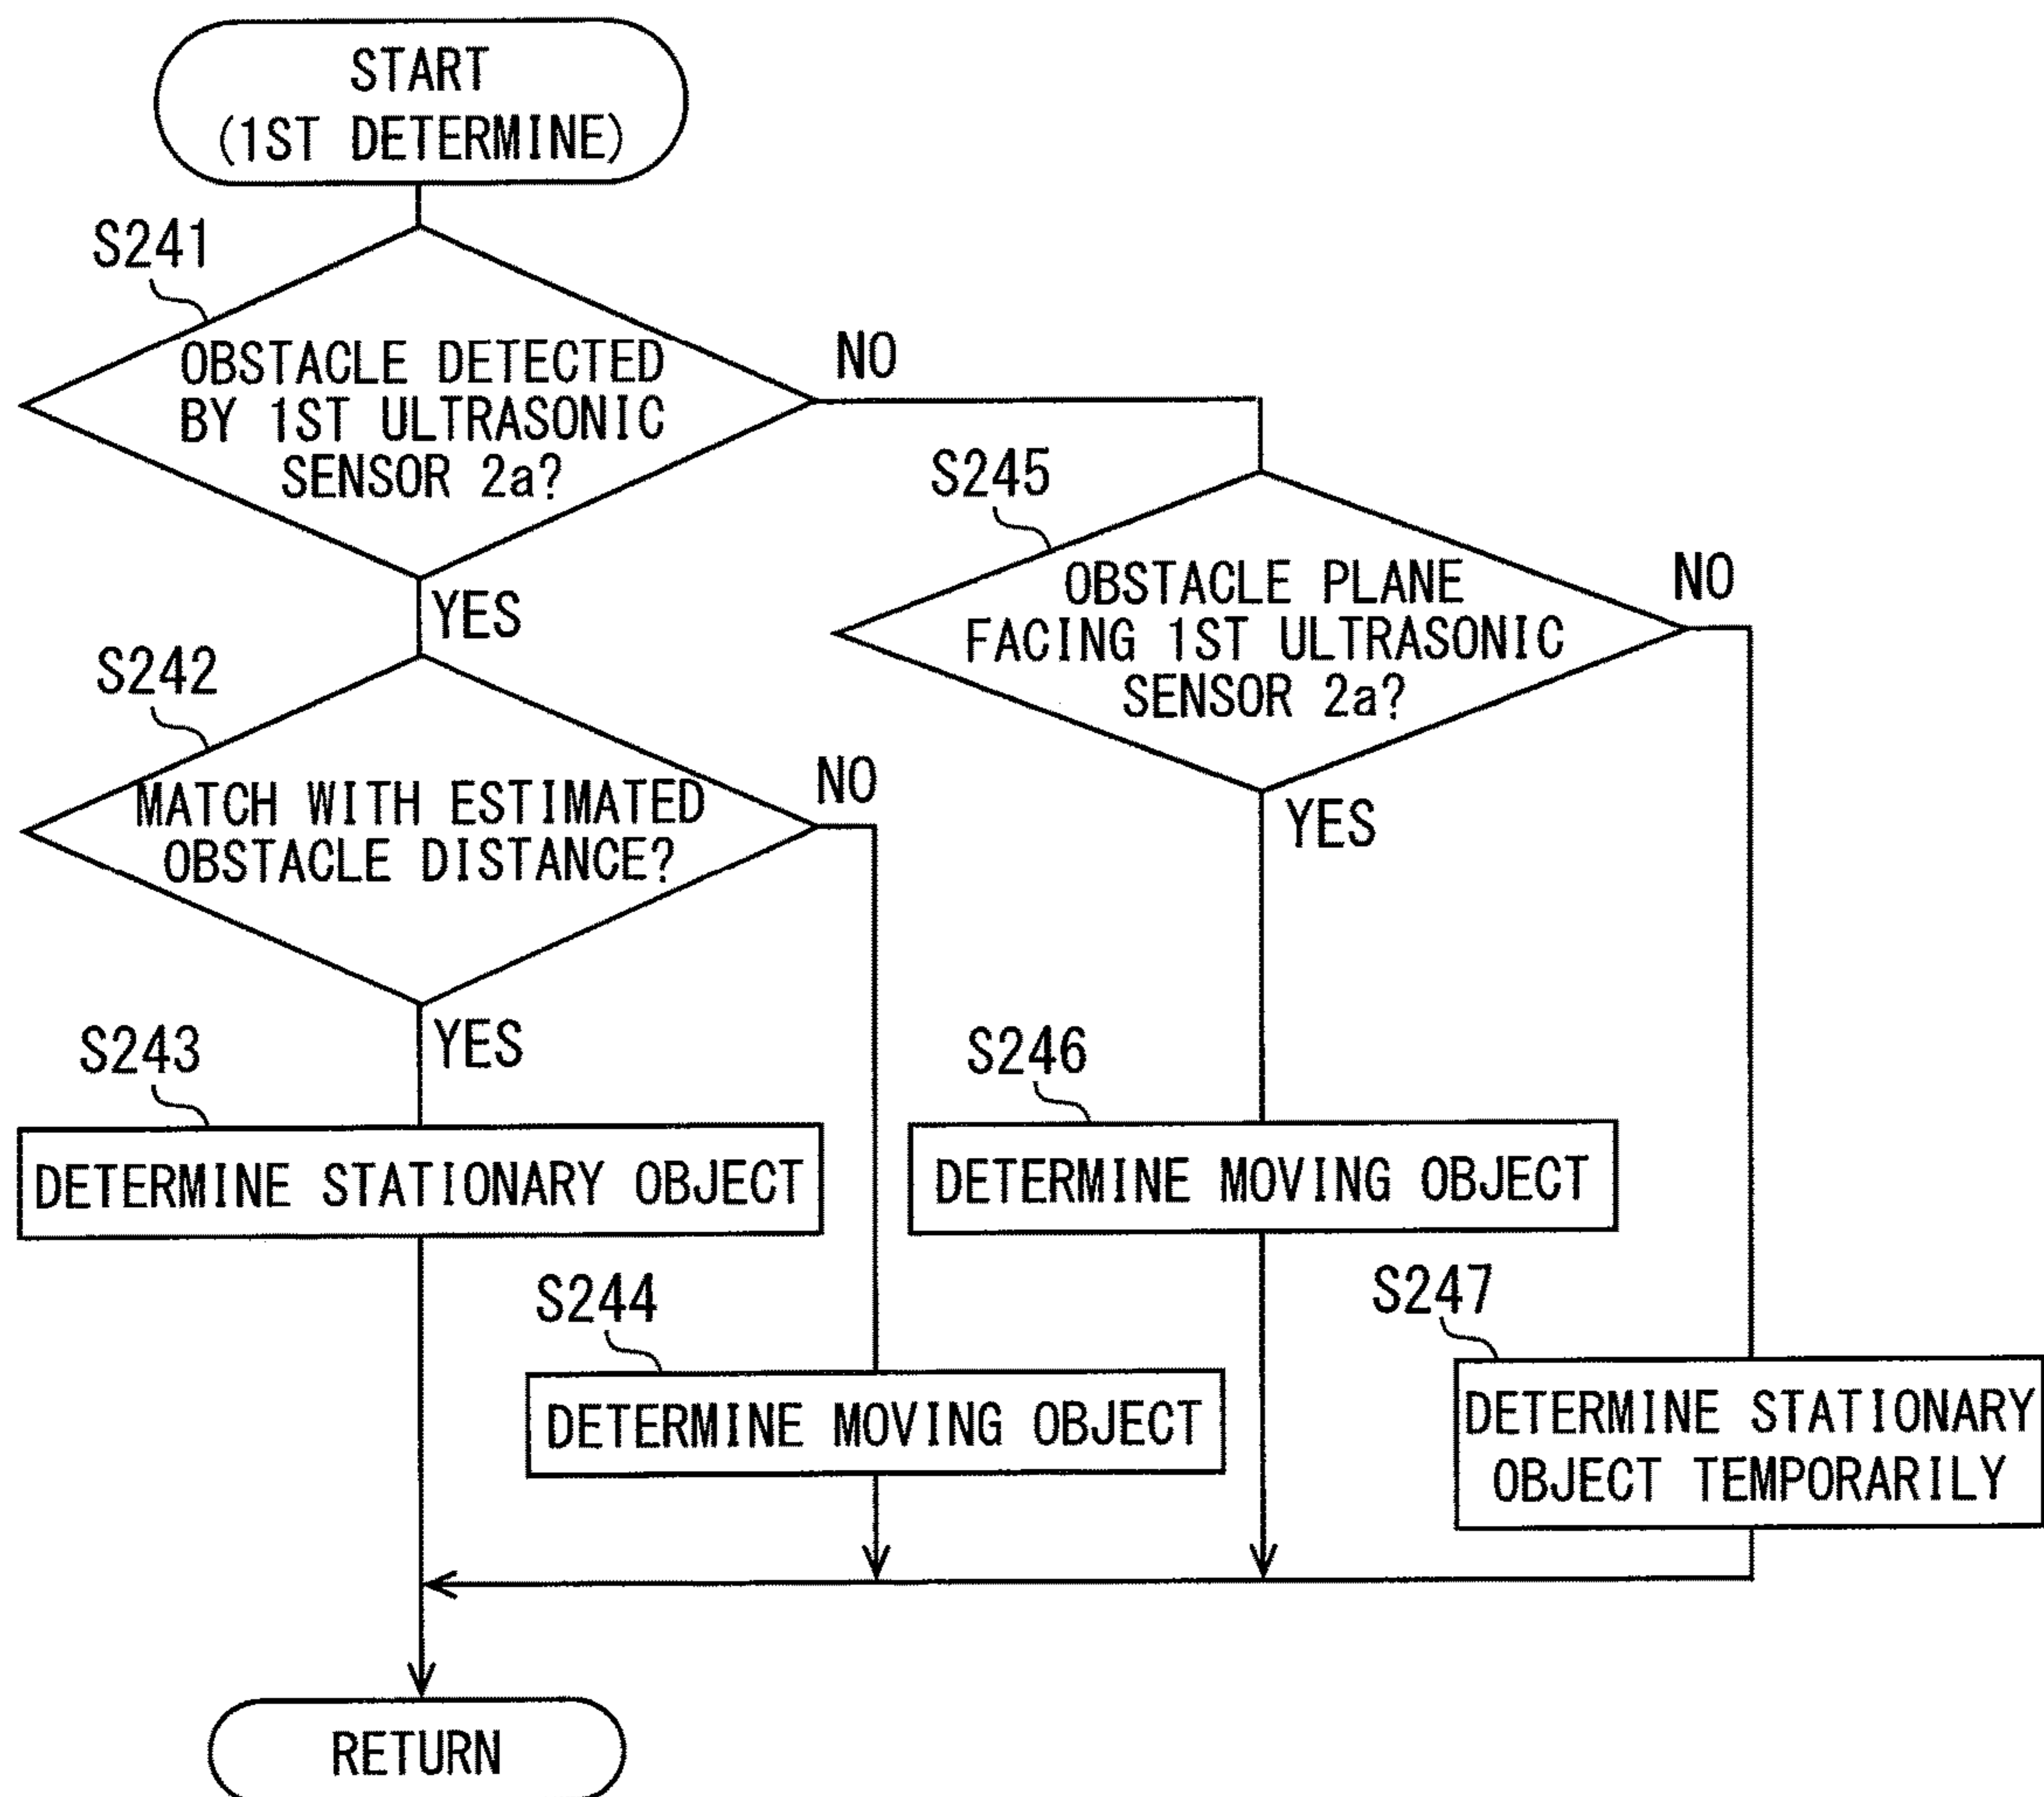 START
(1ST DETERMINE)
S241
OBSTACLE DETECTED
BY 1ST ULTRASONIC
SENSOR 2a?
NO
YES
S245
OBSTACLE PLANE
FACING 1ST ULTRASONIC
SENSOR 2a?
NO
YES
S242
MATCH WITH ESTIMATED
OBSTACLE DISTANCE?
NO
YES
S243
DETERMINE STATIONARY OBJECT
S246
DETERMINE MOVING OBJECT
S244
DETERMINE MOVING OBJECT
S247
DETERMINE STATIONARY
OBJECT TEMPORARILY
RETURN